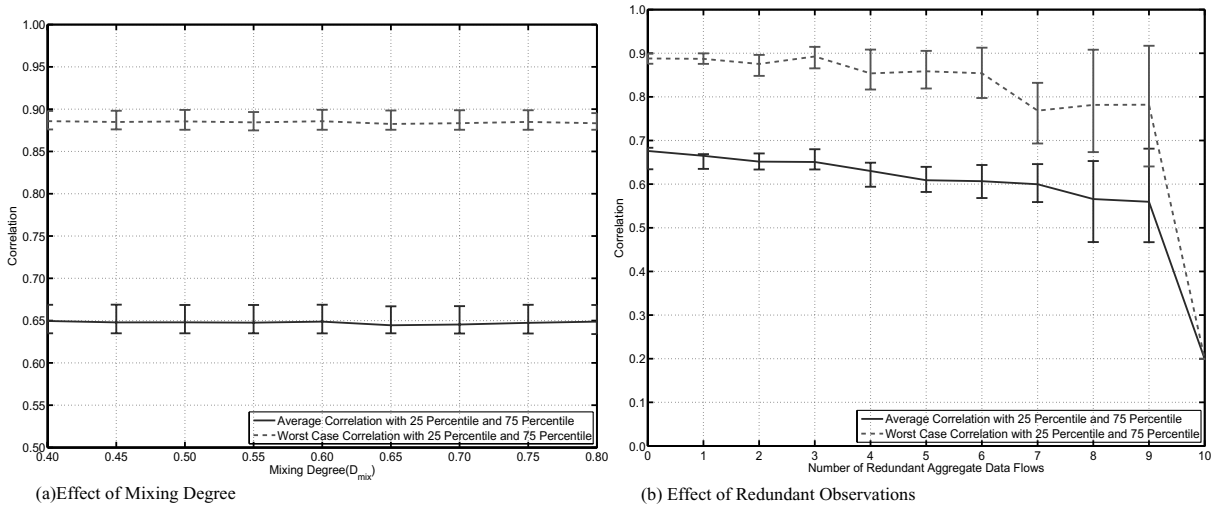 1.00
0.95
0.90
0.85
0.80
0.75
0.70
0.65
0.60
0.55
0.50
Correlation
0.40 0.45 0.50 0.55 0.60 0.65 0.70 0.75 0.80
Mixing Degree(D_mix)
Average Correlation with 25 Percentile and 75 Percentile
Worst Case Correlation with 25 Percentile and 75 Percentile
(a)Effect of Mixing Degree
1.0
0.9
0.8
0.7
0.6
0.5
0.4
0.3
0.2
0.1
0.0
Correlation
0 1 2 3 4 5 6 7 8 9 10
Number of Redundant Aggregate Data Flows
Average Correlation with 25 Percentile and 75 Percentile
Worst Case Correlation with 25 Percentile and 75 Percentile
(b) Effect of Redundant Observations